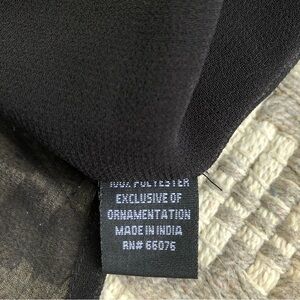 100% POLYESTER
EXCLUSIVE OF
ORNAMENTATION
MADE IN INDIA
RN# 66076